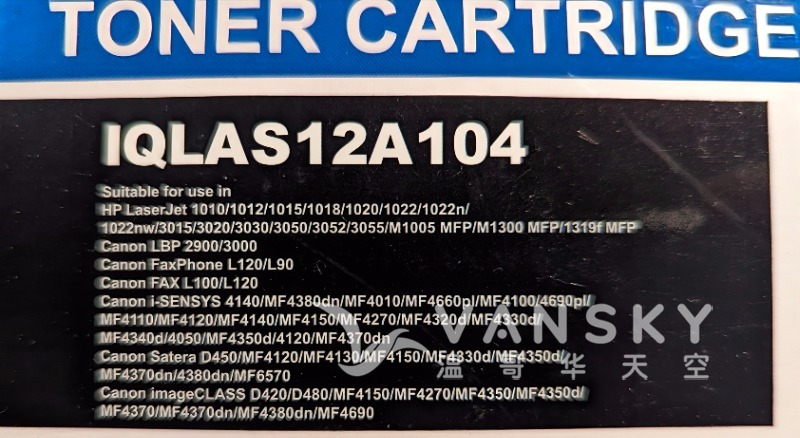 TONER CARTRIDGE
IQLAS12A104
Suitable for use in
HP LaserJet 1010/1012/1015/1018/1020/1022/1022n/
1022nw/3015/3020/3030/3050/3052/3055/M1005 MFP/M1300 MFP/1319f MFP
Canon LBP 2900/3000
Canon FaxPhone L120/L90
Canon FAX L100/L120
Canon i-SENSYS 4140/MF4380dn/MF4010/MF4660pl/MF4100/4690pl/
MF4110/MF4120/MF4140/MF4150/MF4270/MF4320d/MF4330d/
MF4340d/4050/MF4350d/4120/MF4370dn
Canon Satera D450/MF4120/MF4130/MF4150/MF4330d/MF4350d/
MF4370dn/4380dn/MF6570
Canon imageCLASS D420/D480/MF4150/MF4270/MF4350/MF4350d/
MF4370/MF4370dn/MF4380dn/MF4690
VANSKY
温哥华天空